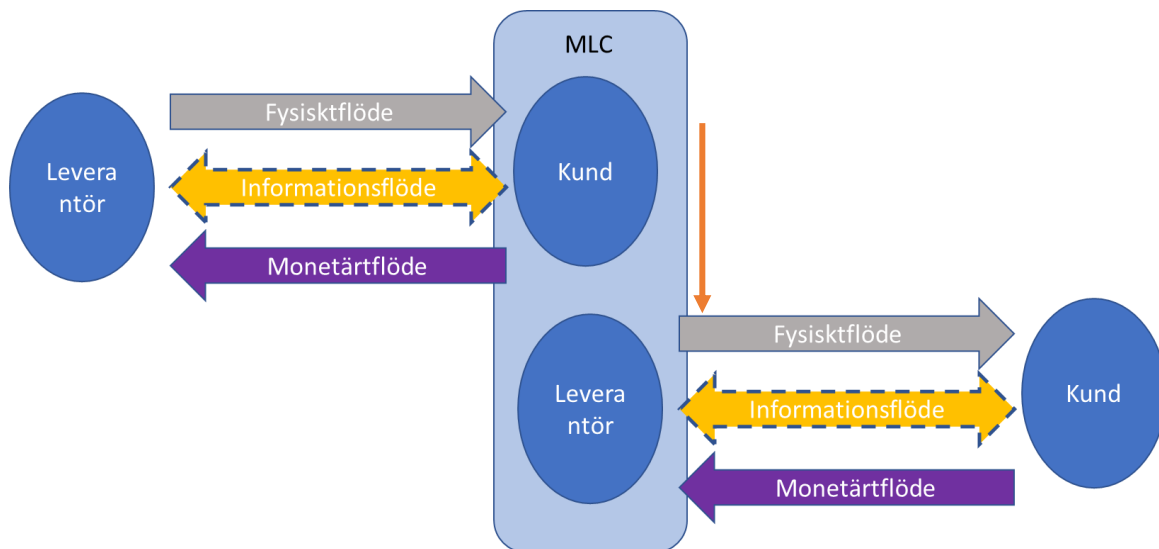 MLC
Fysisktflöde
Levera
ntör
Informationsflöde
Kund
Monetärtflöde
Fysisktflöde
Levera
ntör
Informationsflöde
Kund
Monetärtflöde